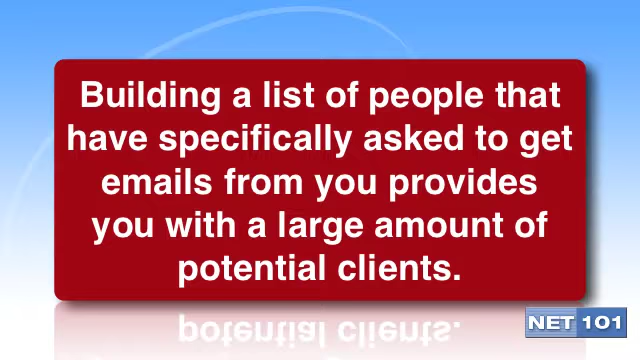 Building a list of people that
have specifically asked to get
emails from you provides
you with a large amount of
potential clients.
NET 101